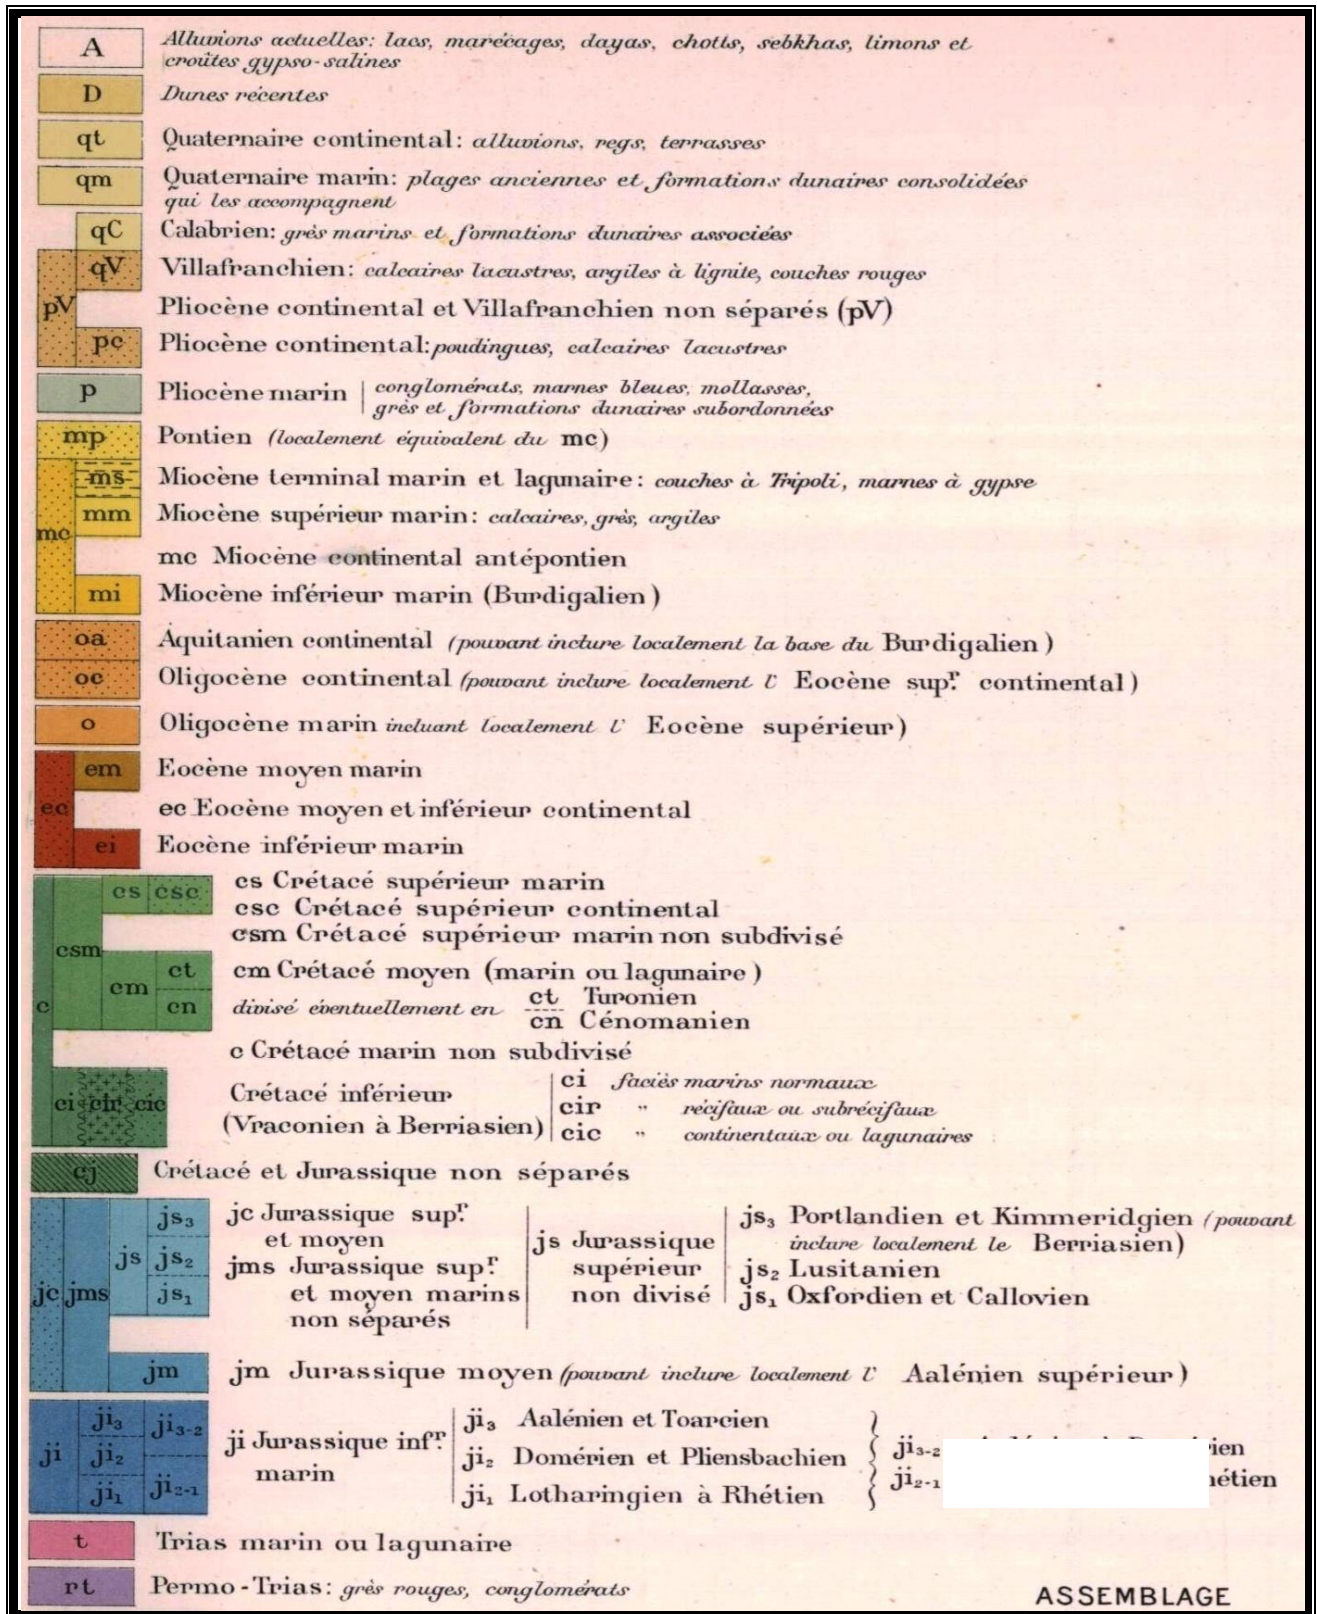 A Alluvions actuelles: lacs, marécages, dayas, chotts, sebkhas, limons et
croûtes gypso-salines
D Dunes récentes
qt Quaternaire continental: alluvions, regs, terrasses
qm Quaternaire marin: plages anciennes et formations dunaires consolidées
qui les accompagnent
qC Calabrien: grès marins et formations dunaires associées
qV Villafranchien: calcaires lacustres, argiles à lignite, couches rouges
pV Pliocène continental et Villafranchien non séparés (pV)
pc Pliocène continental: poudingues, calcaires lacustres
p Pliocène marin conglomérats, marnes bleues, mollasses,
grès et formations dunaires subordonnées
mp Pontien (localement équivalent du mc)
ms Miocène terminal marin et lagunaire: couches à Tripoli, marnes à gypse
mm Miocène supérieur marin: calcaires, grès, argiles
mc
mc Miocène continental antépontien
mi Miocène inférieur marin (Burdigalien)
oa Aquitanien continental (pouvant inclure localement la base du Burdigalien)
oc Oligocène continental (pouvant inclure localement l' Eocène supr. continental)
o Oligocène marin incluant localement l' Eocène supérieur)
em Eocène moyen marin
ec ec Eocène moyen et inférieur continental
ei Eocène inférieur marin
cs csc cs Crétacé supérieur marin
csc Crétacé supérieur continental
csm csm Crétacé supérieur marin non subdivisé
ct cm Crétacé moyen (marin ou lagunaire)
cm
c cn divisé éventuellement en ct Turonien
cn Cénomanien
c Crétacé marin non subdivisé
ci cir cic Crétacé inférieur ci faciès marins normaux
cir " récifaux ou subrécifaux
(Vraconien à Berriasien) cic " continentaux ou lagunaires
cj Crétacé et Jurassique non séparés
js3 jc Jurassique supr. js3 Portlandien et Kimmeridgien (pouvant
et moyen js Jurassique inclure localement le Berriasien)
js js2 jms Jurassique supr. supérieur js2 Lusitanien
jc jms js1 et moyen marins non divisé js1 Oxfordien et Callovien
non séparés
jm jm Jurassique moyen (pouvant inclure localement l' Aalénien supérieur)
ji3 ji3-2 ji3 Aalénien et Toarcien
ji ji2 ji Jurassique infr. ji2 Domérien et Pliensbachien ji3-2 ien
marin ji2-1 hétien
ji1 ji2-1 ji1 Lotharingien à Rhétien
t Trias marin ou lagunaire
rt Permo-Trias: grès rouges, conglomérats
ASSEMBLAGE